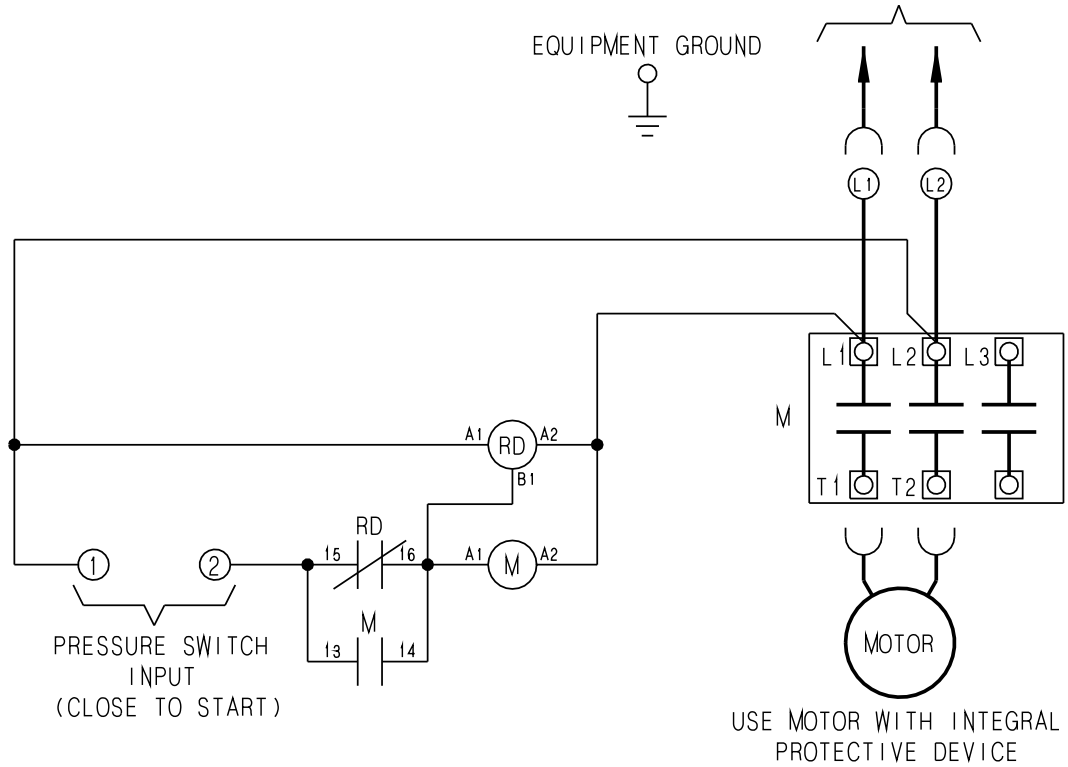 EQUIPMENT GROUND
L1 L2
L1 L2 L3
M
A1 RD A2
B1
T1 T2
RD
1 2 15 16 A1 M A2
M
13 14
MOTOR
PRESSURE SWITCH
INPUT
(CLOSE TO START)
USE MOTOR WITH INTEGRAL
PROTECTIVE DEVICE